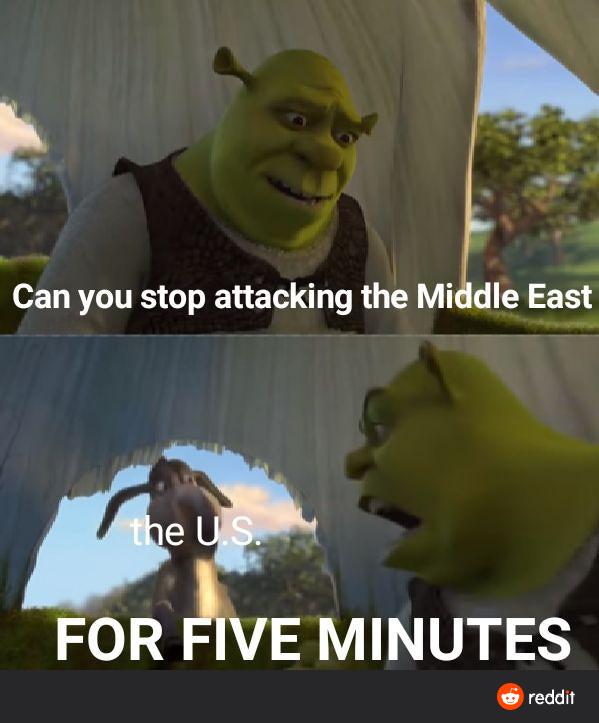 Can you stop attacking the Middle East
the U.S.
FOR FIVE MINUTES
reddit